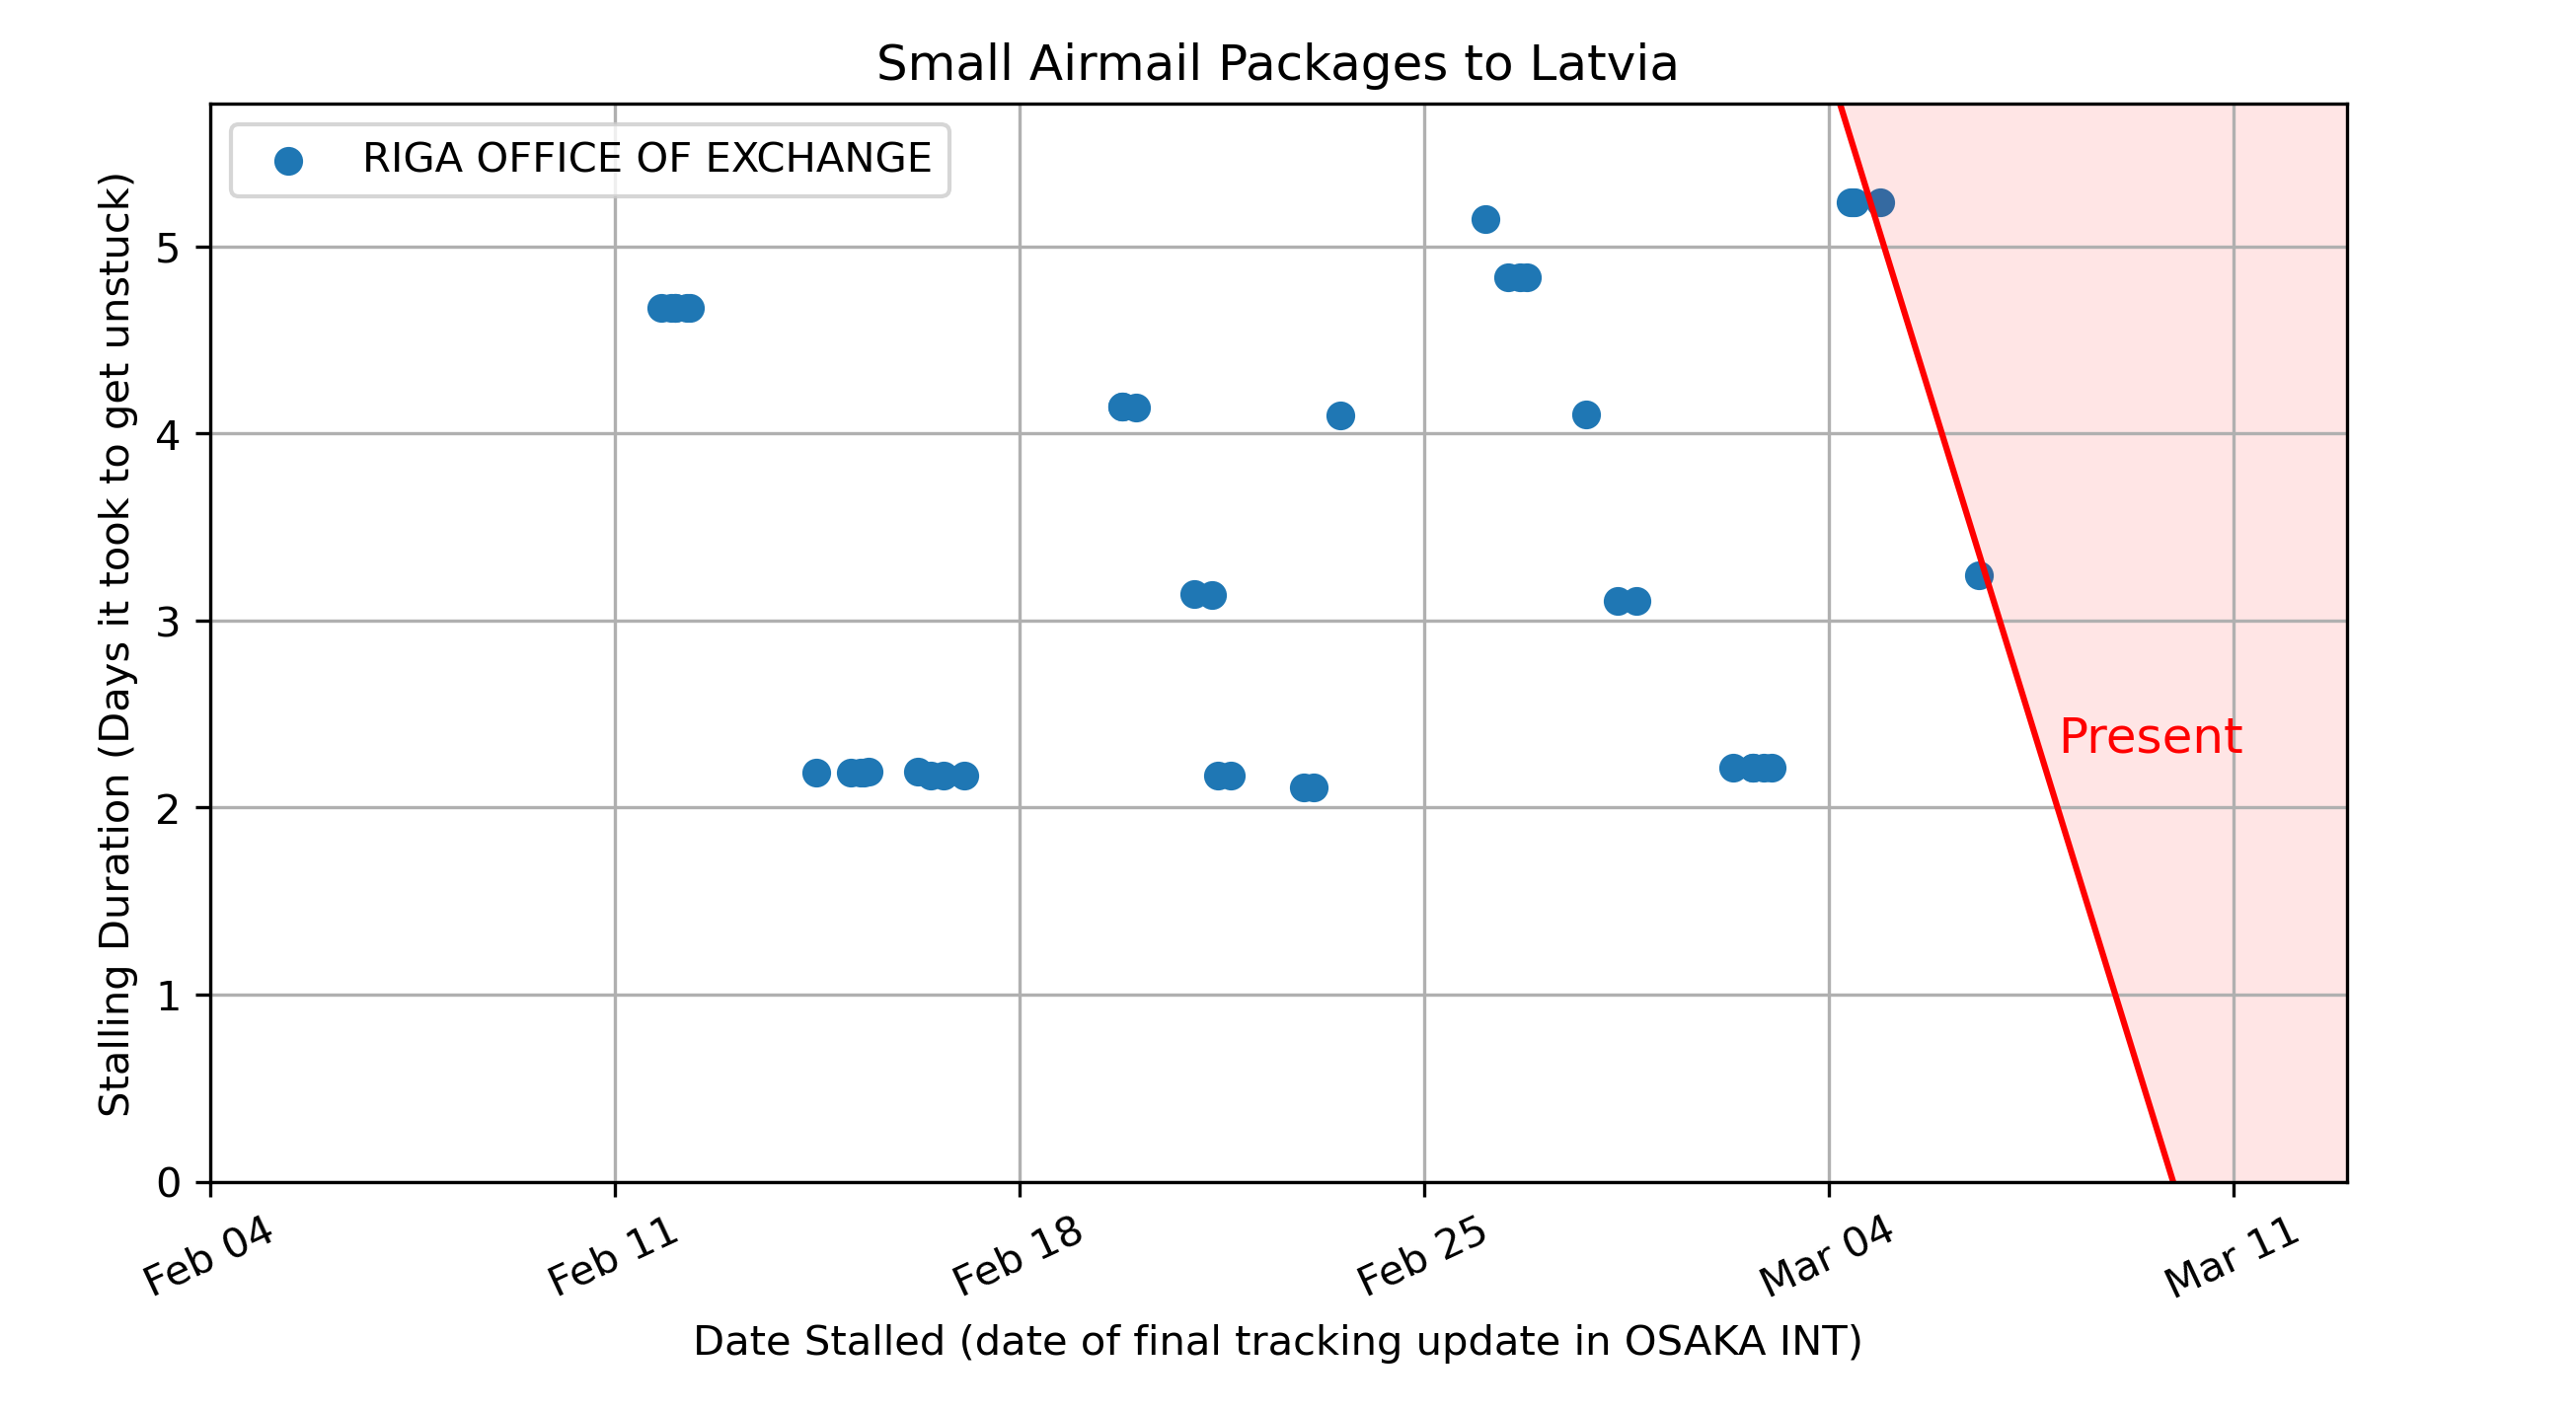 Small Airmail Packages to Latvia
RIGA OFFICE OF EXCHANGE
Stalling Duration (Days it took to get unstuck)
5
4
3
2
1
0
Present
Feb 04
Feb 11
Feb 18
Feb 25
Mar 04
Mar 11
Date Stalled (date of final tracking update in OSAKA INT)